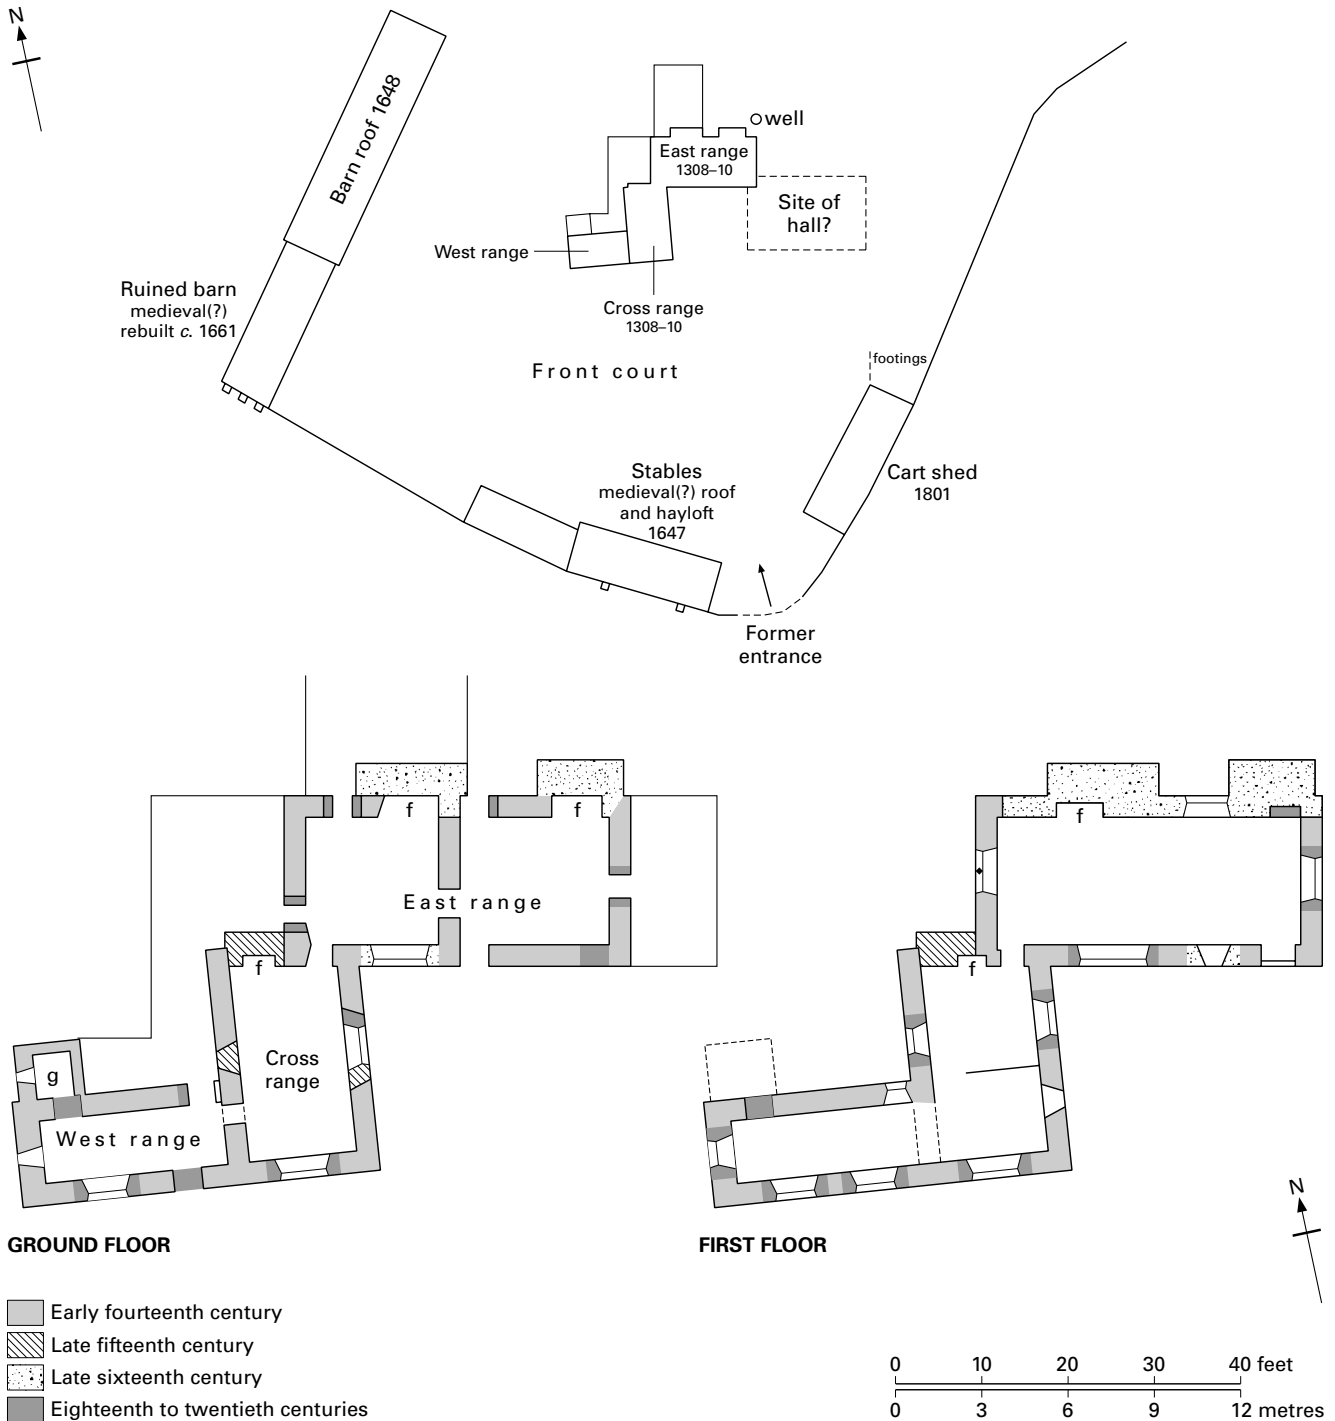 N
Barn roof 1648
well
East range
1308–10
Site of
hall?
West range
Ruined barn
medieval(?)
rebuilt c. 1661
Cross range
1308–10
Front court
footings
Stables
medieval(?) roof
and hayloft
1647
Cart shed
1801
Former
entrance
f
f
East range
f
Cross
range
g
West range
GROUND FLOOR
f
f
N
FIRST FLOOR
Early fourteenth century
Late fifteenth century
Late sixteenth century
Eighteenth to twentieth centuries
0 10 20 30 40 feet
0 3 6 9 12 metres